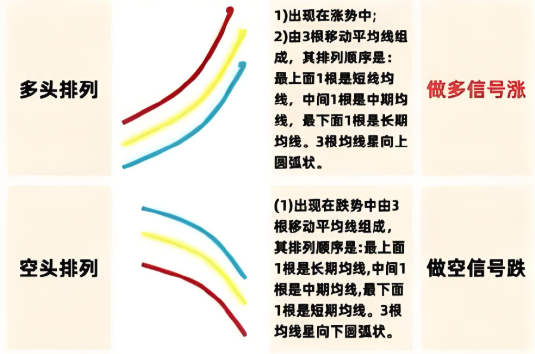 多头排列
1)出现在涨势中;
2)由3根移动平均线组
成，其排列顺序是：
最上面1根是短线均
线，中间1根是中期均
线，最下面1根是长期
均线。3根均线星向上
圆弧状。
做多信号涨
空头排列
(1)出现在跌势中由3
根移动平均线组成，
其排列顺序是:最上面
1根是长期均线,中间1
根是中期均线,最下面
1根是短期均线。3根
均线星向下圆弧状。
做空信号跌